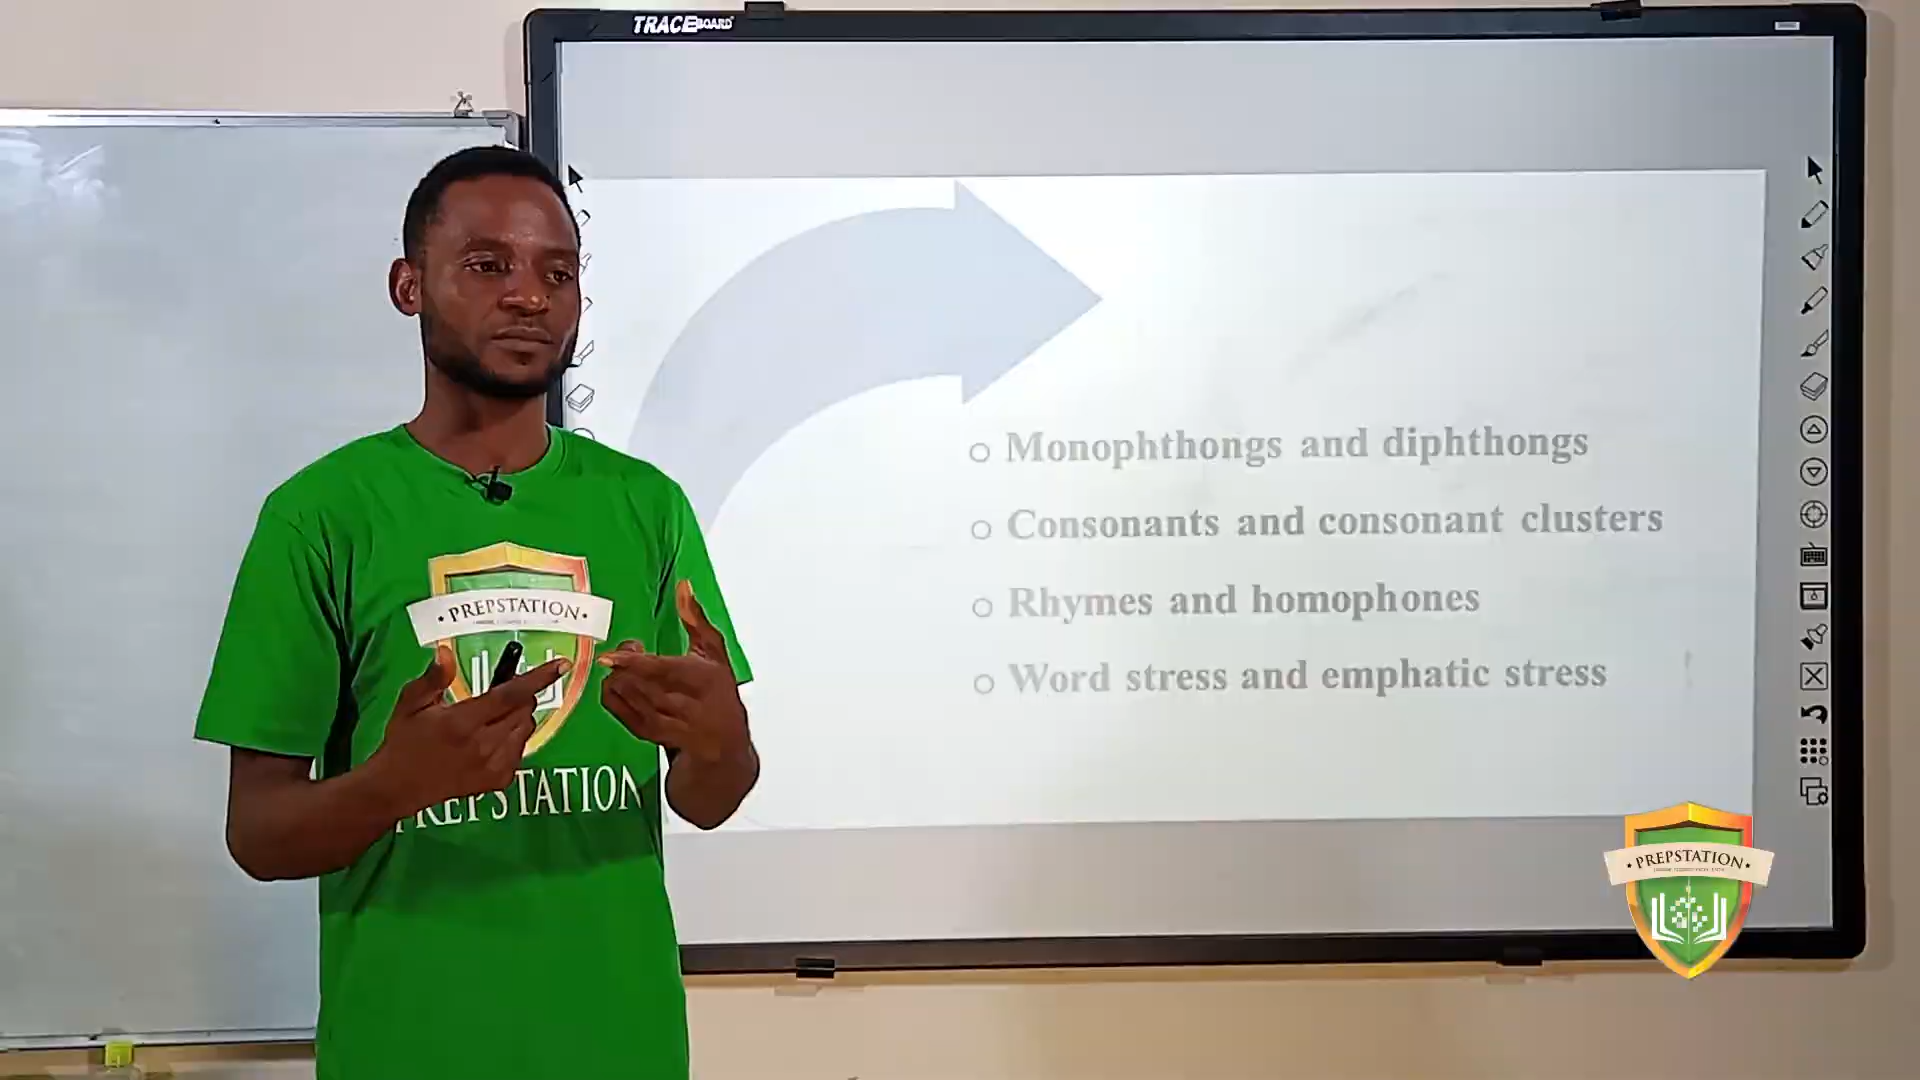 TRACEBOARD
Monophthongs and diphthongs
Consonants and consonant clusters
Rhymes and homophones
Word stress and emphatic stress
• PREPSTATION •
PREPSTATION
• PREPSTATION •